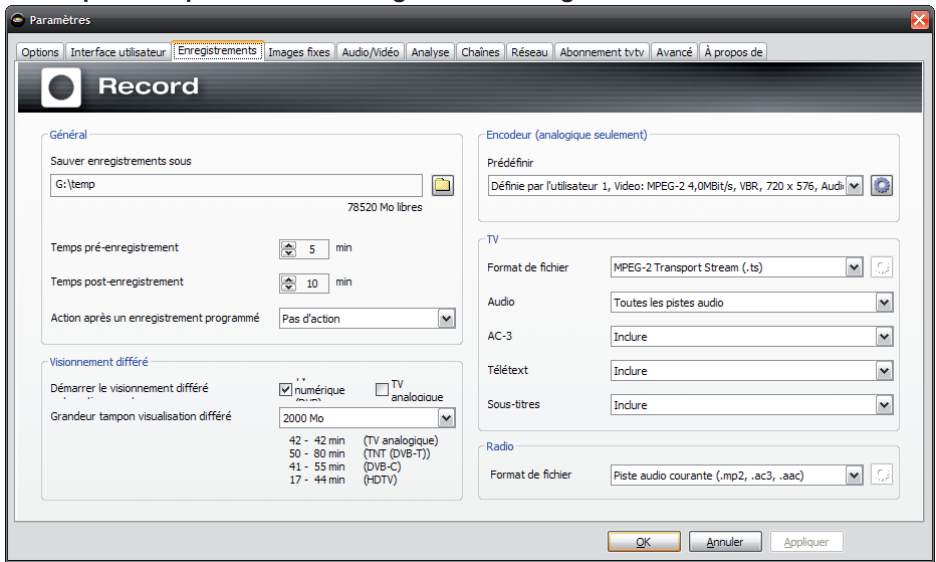 Paramètres
Options Interface utilisateur Enregistrements Images fixes Audio/Vidéo Analyse Chaînes Réseau Abonnement tvtv Avancé À propos de
Record
Général
Sauver enregistrements sous
G:\temp
78520 Mo libres
Temps pré-enregistrement 5 min
Temps post-enregistrement 10 min
Action après un enregistrement programmé Pas d'action
Visionnement différé
Démarrer le visionnement différé
numérique
TV
analogique
Grandeur tampon visualisation différé 2000 Mo
42 - 42 min (TV analogique)
50 - 80 min (TNT (DVB-T))
41 - 55 min (DVB-C)
17 - 44 min (HDTV)
Encodeur (analogique seulement)
Prédéfinir
Définie par l'utilisateur 1, Video: MPEG-2 4,0MBit/s, VBR, 720 x 576, Audi
TV
Format de fichier MPEG-2 Transport Stream (.ts)
Audio Toutes les pistes audio
AC-3 Inclure
Télétext Inclure
Sous-titres Inclure
Radio
Format de fichier Piste audio courante (.mp2, .ac3, .aac)
OK Annuler Appliquer